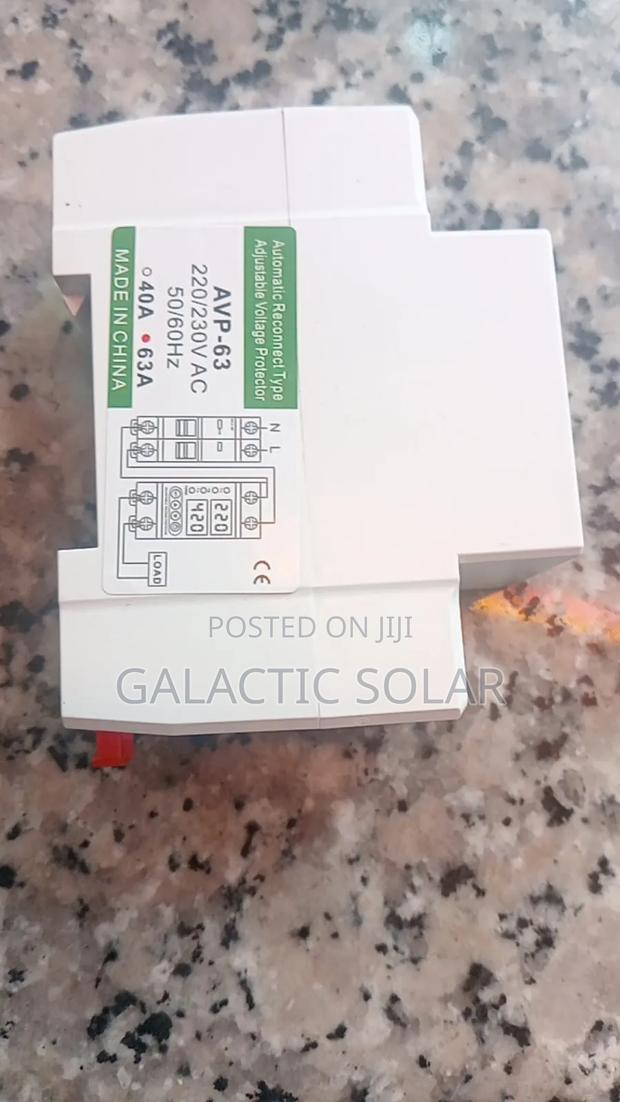 Automatic Reconnect Type
Adjustable Voltage Protector
AVP-63
220/230V AC
50/60Hz
40A 63A
MADE IN CHINA
N
L
220
420
LOAD
CE
POSTED ON JIJI
GALACTIC SOLAR